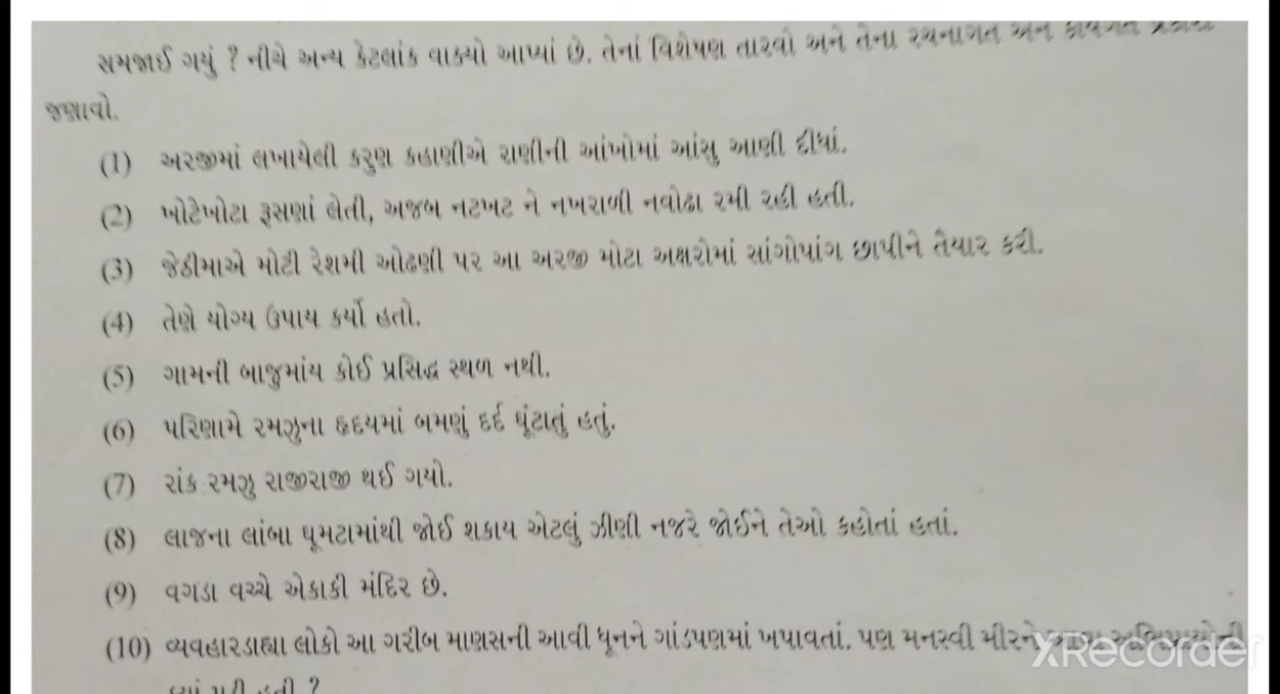 સમજાઈ ગયું ? નીચે અન્ય કેટલાંક વાક્યો આપ્યાં છે. તેનાં વિશેષણ તારવો અને તેના રચનાગત અને કાર્યગત પ્રકારો
જણાવો.
(1) અરજીમાં લખાયેલી કરુણ કહાણીએ રાણીની આંખોમાં આંસુ આણી દીધાં.
(2) ખોટેખોટા રૂસણાં લેતી, અજબ નટખટ ને નખરાળી નવોઢા રમી રહી હતી.
(3) જેઠીમાએ મોટી રેશમી ઓઢણી પર આ અરજી મોટા અક્ષરોમાં સાંગોપાંગ છાપીને તૈયાર કરી.
(4) તેણે યોગ્ય ઉપાય કર્યો હતો.
(5) ગામની બાજુમાંય કોઈ પ્રસિદ્ધ સ્થળ નથી.
(6) પરિણામે રમઝુના હૃદયમાં બમણું દર્દ ઘૂંટાતું હતું.
(7) રાંક રમઝુ રાજીરાજી થઈ ગયો.
(8) લાજના લાંબા ઘૂમટામાંથી જોઈ શકાય એટલું ઝીણી નજરે જોઈને તેઓ કહોતાં હતાં.
(9) વગડા વચ્ચે એકાકી મંદિર છે.
(10) વ્યવહારડાહ્યા લોકો આ ગરીબ માણસની આવી ધૂનને ગાંડપણમાં ખપાવતાં. પણ મનસ્વી મીરને
XRecorder